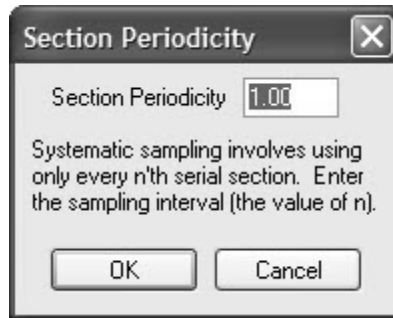 Section Periodicity
Section Periodicity 1.00
Systematic sampling involves using
only every n'th serial section. Enter
the sampling interval (the value of n).
OK Cancel